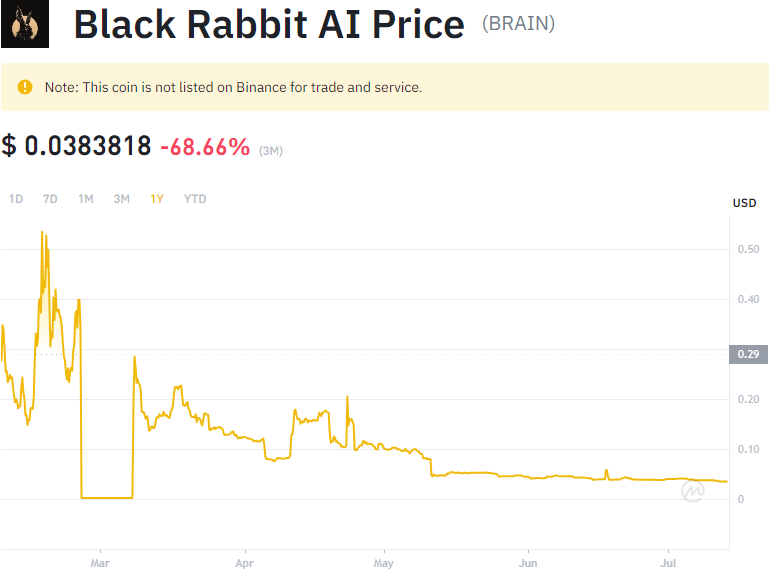 Black Rabbit AI Price (BRAIN)
Note: This coin is not listed on Binance for trade and service.
$ 0.0383818 -68.66% (3M)
1D 7D 1M 3M 1Y YTD
USD
0.50
0.40
0.29
0.20
0.10
0
Mar Apr May Jun Jul